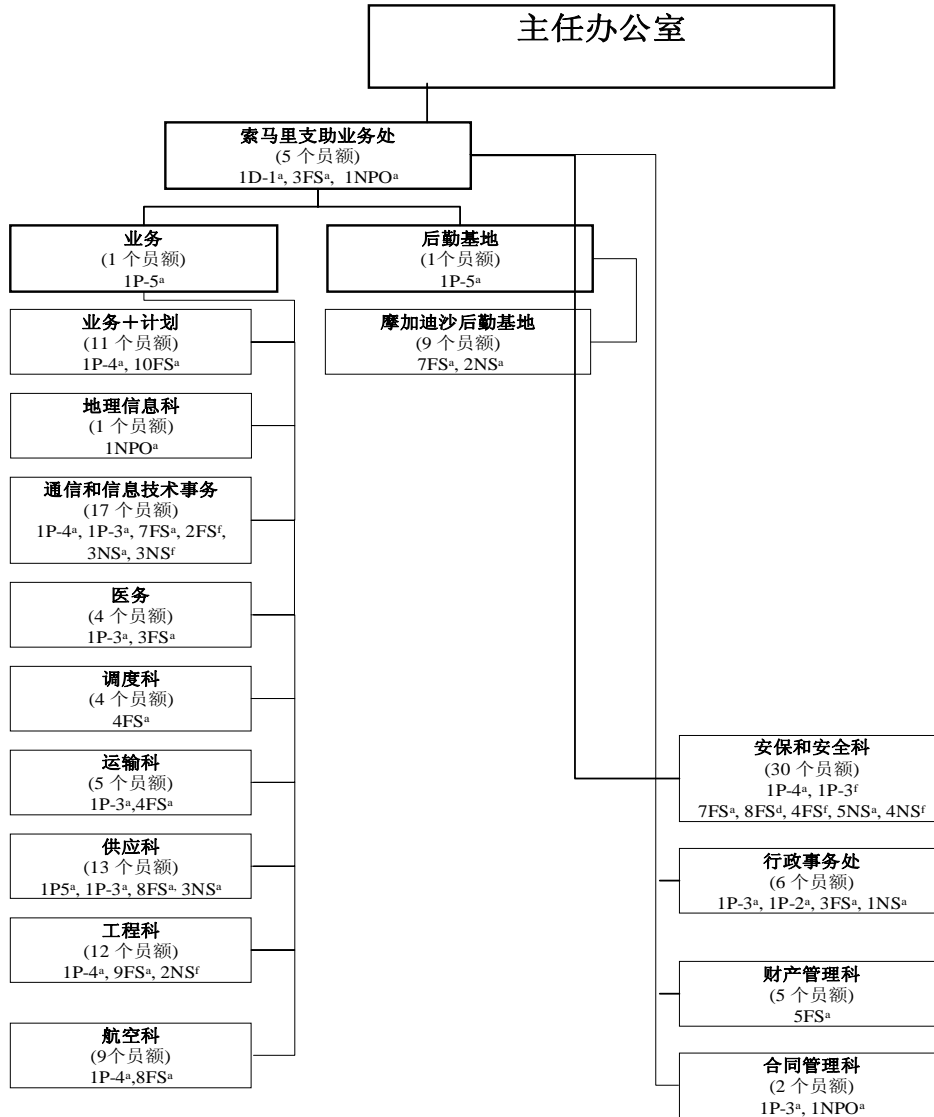 主任办公室
索马里支助业务处
(5 个员额)
1D-1ᵃ, 3FSᵃ, 1NPOᵃ
业务
(1 个员额)
1P-5ᵃ
后勤基地
(1个员额)
1P-5ᵃ
业务＋计划
(11 个员额)
1P-4ᵃ, 10FSᵃ
摩加迪沙后勤基地
(9 个员额)
7FSᵃ, 2NSᵃ
地理信息科
(1 个员额)
1NPOᵃ
通信和信息技术事务
(17 个员额)
1P-4ᵃ, 1P-3ᵃ, 7FSᵃ, 2FSᶠ,
3NSᵃ, 3NSᶠ
医务
(4 个员额)
1P-3ᵃ, 3FSᵃ
调度科
(4 个员额)
4FSᵃ
运输科
(5 个员额)
1P-3ᵃ,4FSᵃ
供应科
(13 个员额)
1P5ᵃ, 1P-3ᵃ, 8FSᵃ, 3NSᵃ
工程科
(12 个员额)
1P-4ᵃ, 9FSᵃ, 2NSᶠ
航空科
(9个员额)
1P-4ᵃ,8FSᵃ
安保和安全科
(30 个员额)
1P-4ᵃ, 1P-3ᶠ
7FSᵃ, 8FSᵈ, 4FSᶠ, 5NSᵃ, 4NSᶠ
行政事务处
(6 个员额)
1P-3ᵃ, 1P-2ᵃ, 3FSᵃ, 1NSᵃ
财产管理科
(5 个员额)
5FSᵃ
合同管理科
(2 个员额)
1P-3ᵃ, 1NPOᵃ